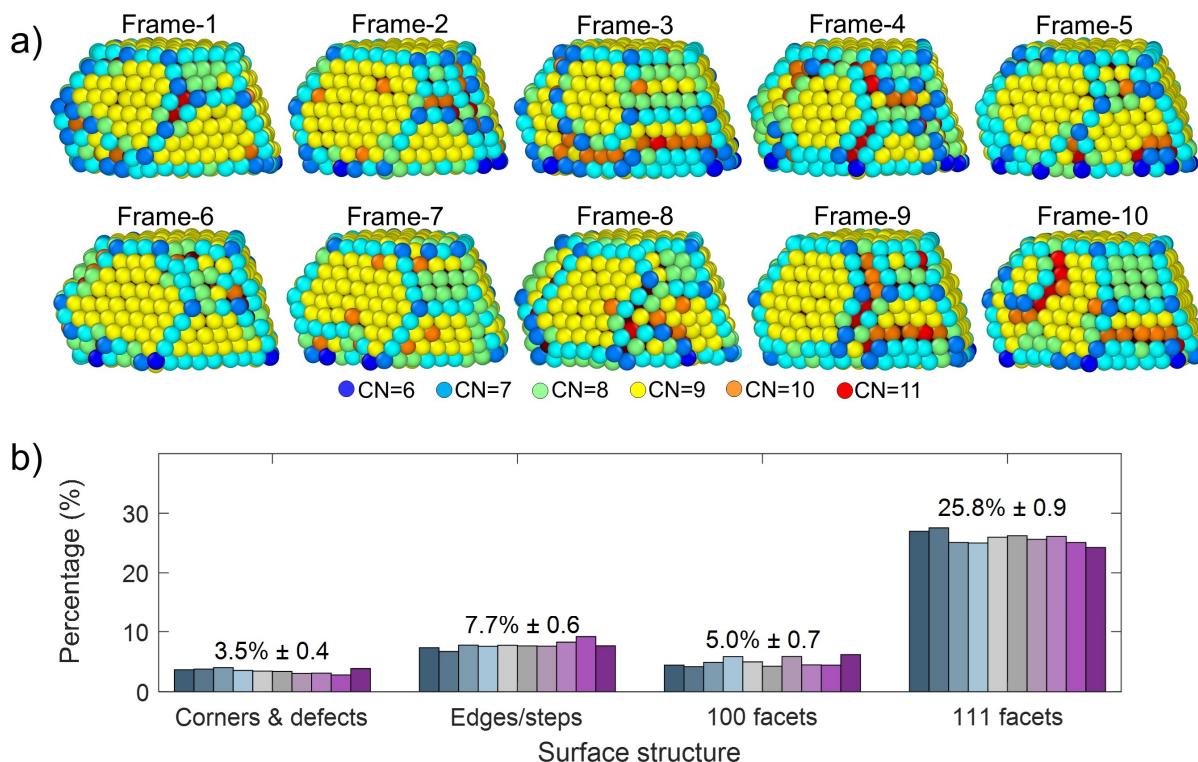 a)
Frame-1 Frame-2 Frame-3 Frame-4 Frame-5
Frame-6 Frame-7 Frame-8 Frame-9 Frame-10
CN=6 CN=7 CN=8 CN=9 CN=10 CN=11
b)
Percentage (%)
30
20
10
0
3.5% ± 0.4
7.7% ± 0.6
5.0% ± 0.7
25.8% ± 0.9
Corners & defects Edges/steps 100 facets 111 facets
Surface structure